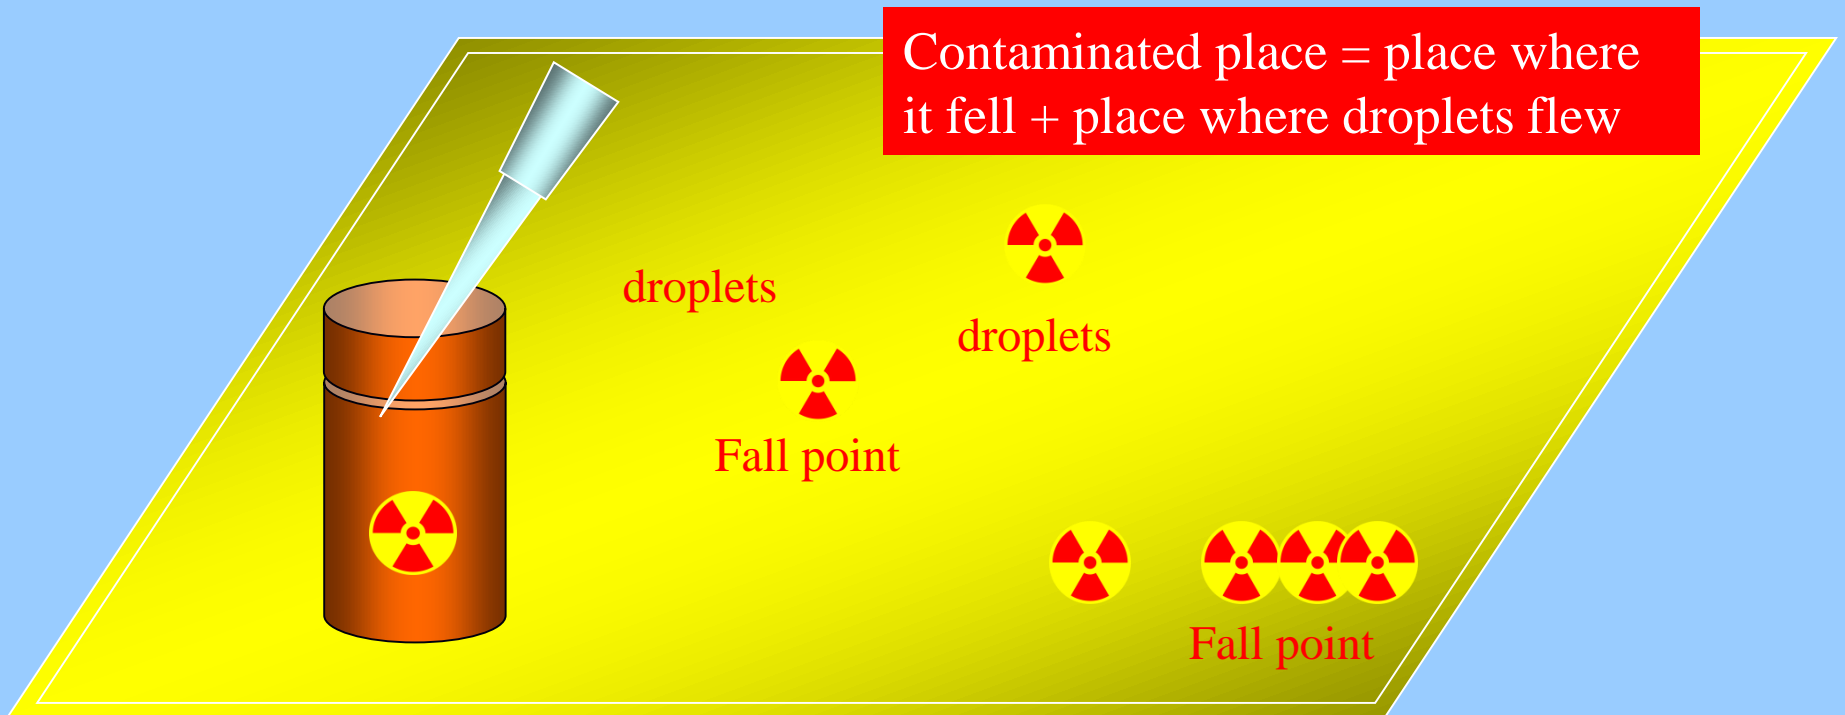 Contaminated place = place where
it fell + place where droplets flew
droplets
droplets
Fall point
Fall point